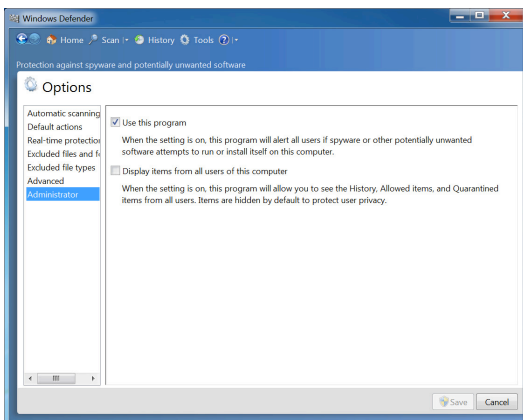 Windows Defender
Home Scan History Tools
Protection against spyware and potentially unwanted software
Options
Automatic scanning
Default actions
Real-time protection
Excluded files and fo
Excluded file types
Advanced
Administrator
Use this program
When the setting is on, this program will alert all users if spyware or other potentially unwanted
software attempts to run or install itself on this computer.
Display items from all users of this computer
When the setting is on, this program will allow you to see the History, Allowed items, and Quarantined
items from all users. Items are hidden by default to protect user privacy.
Save Cancel